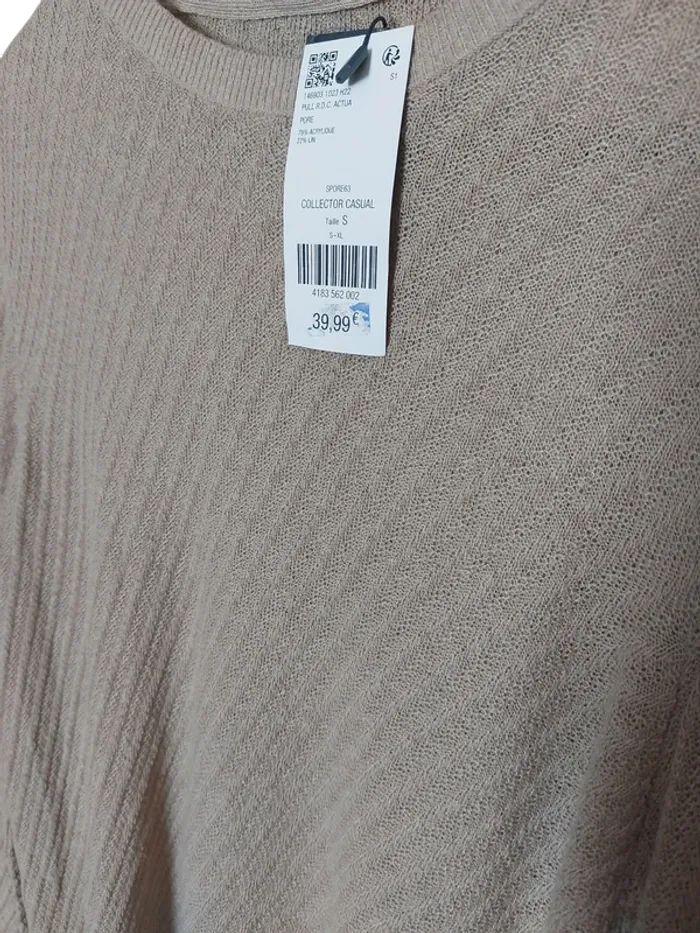 S1
146903 1023 H22
PULL R.D.C. ACTUA
PORE
78% ACRYLIQUE
22% LIN
SPORE63
COLLECTOR CASUAL
Taille S
S-XL
4183 562 002
39,99€